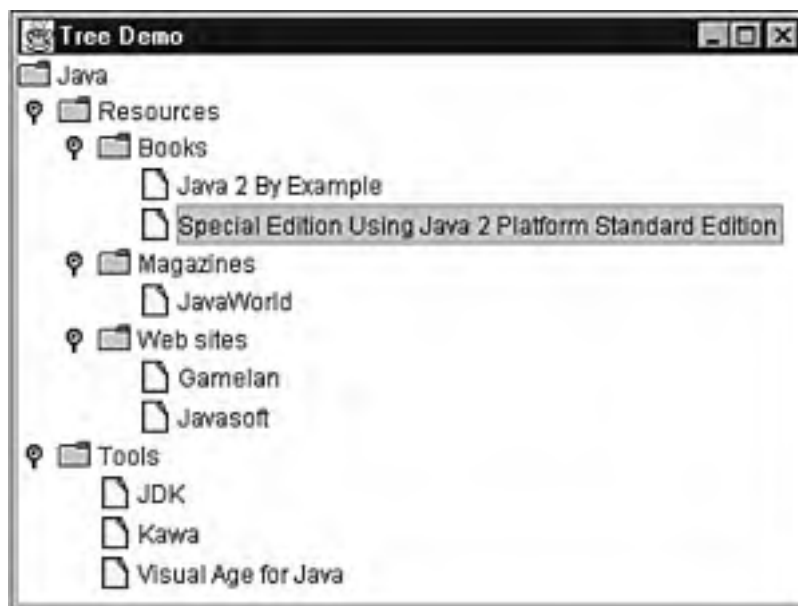 Tree Demo
Java
Resources
Books
Java 2 By Example
Special Edition Using Java 2 Platform Standard Edition
Magazines
JavaWorld
Web sites
Gamelan
Javasoft
Tools
JDK
Kawa
Visual Age for Java